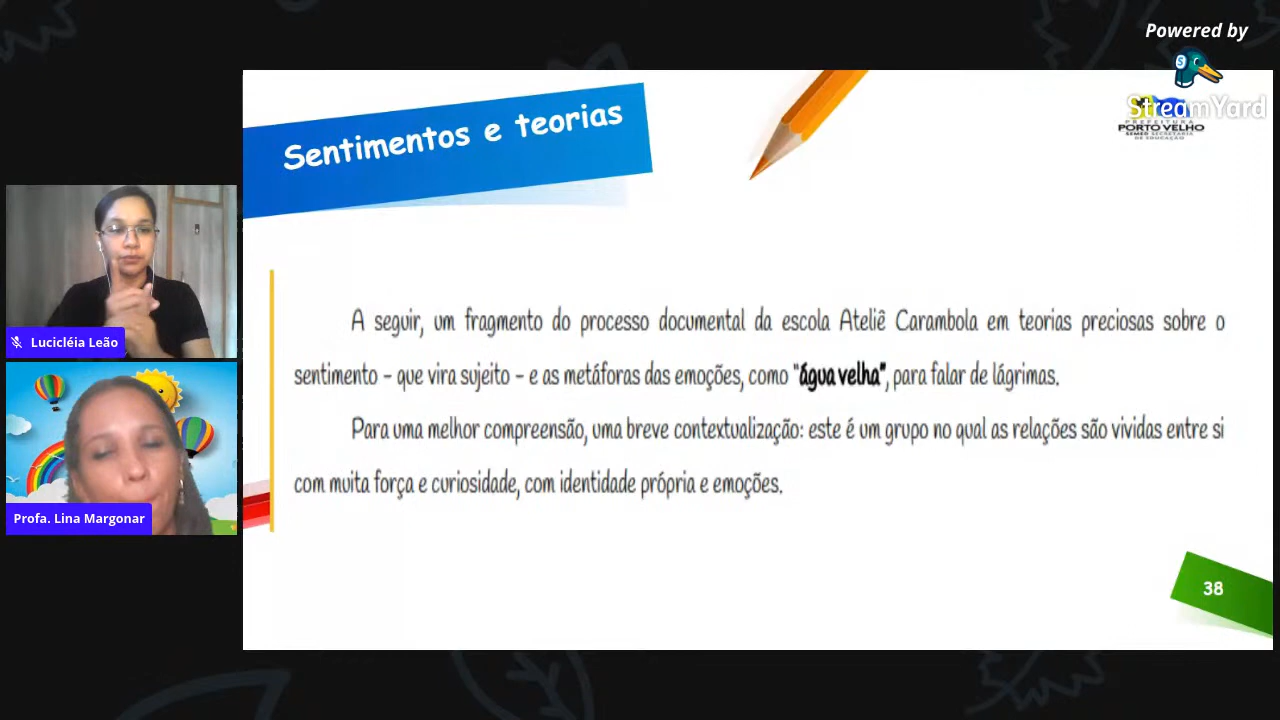 Powered by
StreamYard
PREFEITURA
PORTO VELHO
SEMED SECRETARIA
DE EDUCAÇÃO
Sentimentos e teorias
A seguir, um fragmento do processo documental da escola Ateliê Carambola em teorias preciosas sobre o
sentimento – que vira sujeito – e as metáforas das emoções, como "água velha", para falar de lágrimas.
Para uma melhor compreensão, uma breve contextualização: este é um grupo no qual as relações são vividas entre si
com muita força e curiosidade, com identidade própria e emoções.
Lucicléia Leão
Profa. Lina Margonar
38